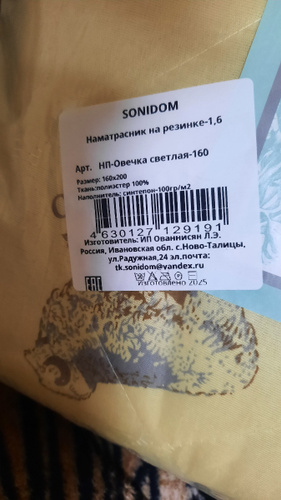 SONIDOM
Наматрасник на резинке-1,6
Арт. НП-Овечка светлая-160
Размер: 160х200
Ткань:полиэстер 100%
Наполнитель: синтепон-100гр/м2
4 630127 129191
Изготовитель: ИП Ованнисян Л.Э.
Россия, Ивановская обл. с.Ново-Талицы,
ул.Радужная,24 эл.почта:
tk.sonidom@yandex.ru
EAC
Изготовлено 2025